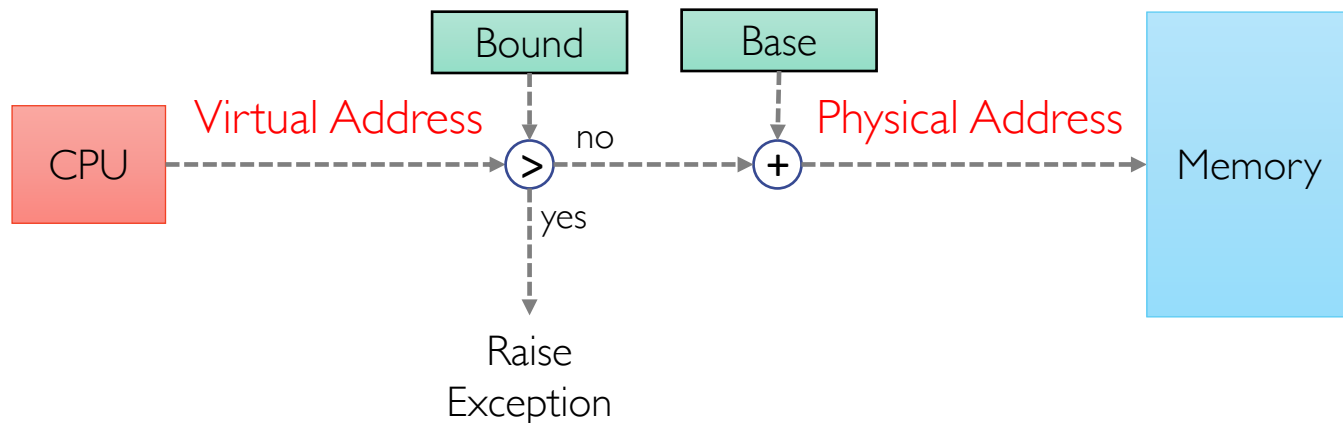 Bound
Base
Virtual Address
Physical Address
CPU
>
no
+
Memory
yes
Raise
Exception